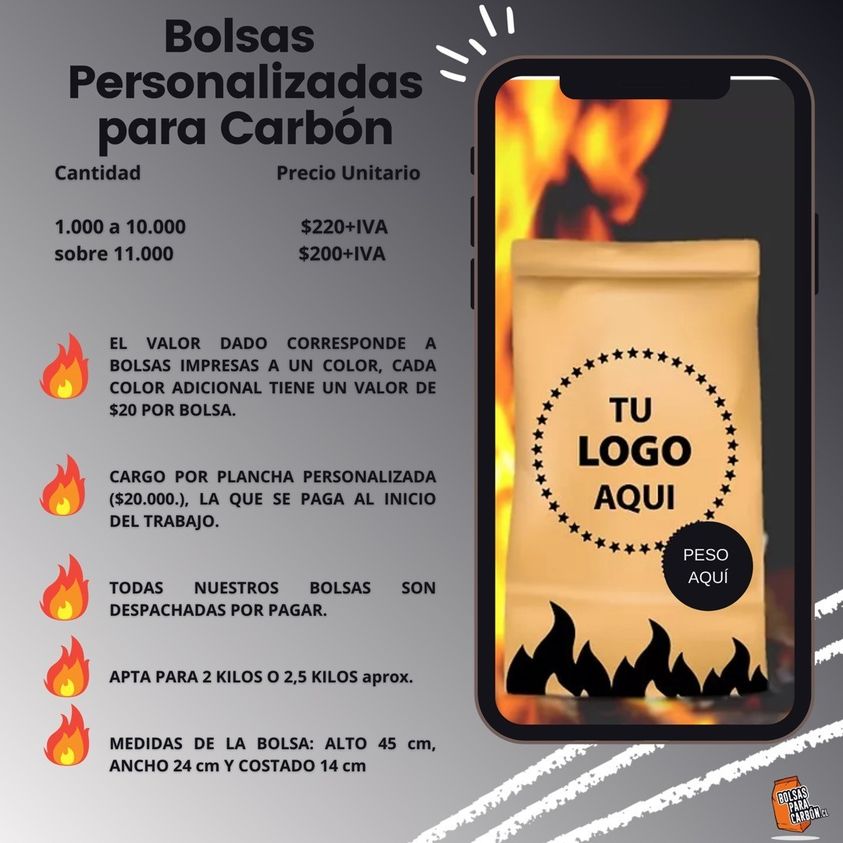 Bolsas
Personalizadas
para Carbón
Cantidad Precio Unitario
1.000 a 10.000 $220+IVA
sobre 11.000 $200+IVA
EL VALOR DADO CORRESPONDE A
BOLSAS IMPRESAS A UN COLOR, CADA
COLOR ADICIONAL TIENE UN VALOR DE
$20 POR BOLSA.
CARGO POR PLANCHA PERSONALIZADA
($20.000.), LA QUE SE PAGA AL INICIO
DEL TRABAJO.
TODAS NUESTROS BOLSAS SON
DESPACHADAS POR PAGAR.
APTA PARA 2 KILOS O 2,5 KILOS aprox.
MEDIDAS DE LA BOLSA: ALTO 45 cm,
ANCHO 24 cm Y COSTADO 14 cm
TU
LOGO
AQUI
PESO
AQUÍ
BOLSAS
PARA
CARBÓN.CL